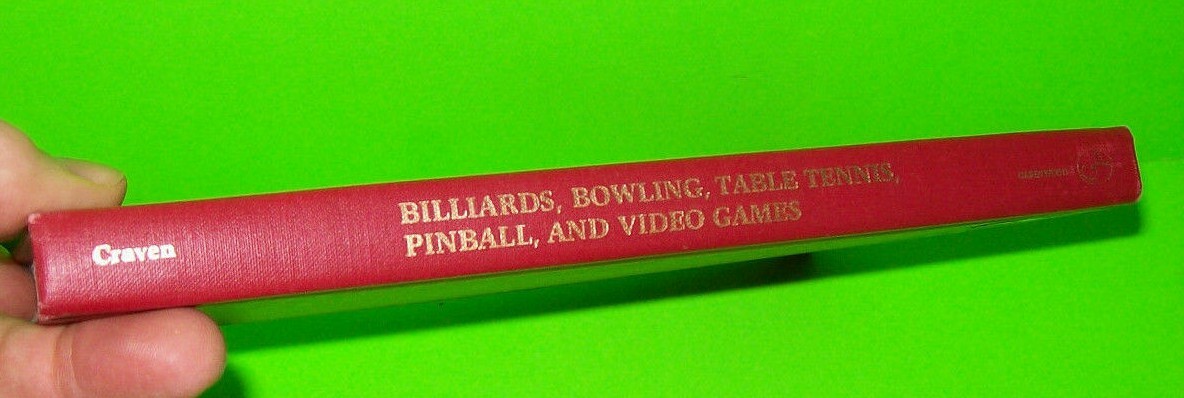 Craven
BILLIARDS, BOWLING, TABLE TENNIS,
PINBALL, AND VIDEO GAMES